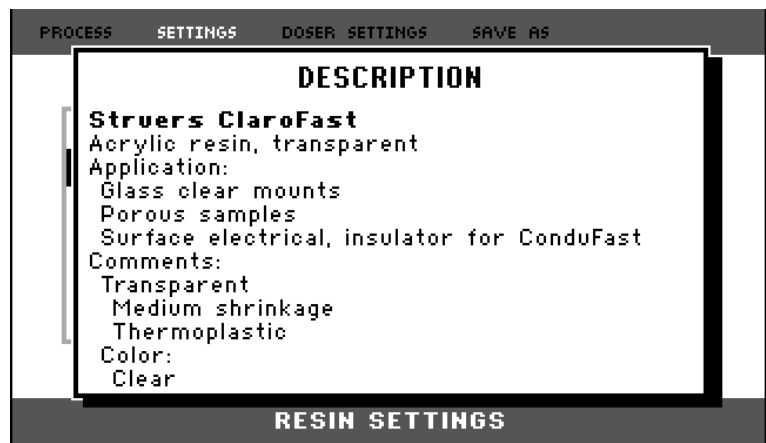 PROCESS SETTINGS DOSER SETTINGS SAVE AS
DESCRIPTION
Struers ClaroFast
Acrylic resin, transparent
Application:
Glass clear mounts
Porous samples
Surface electrical, insulator for ConduFast
Comments:
Transparent
Medium shrinkage
Thermoplastic
Color:
Clear
RESIN SETTINGS